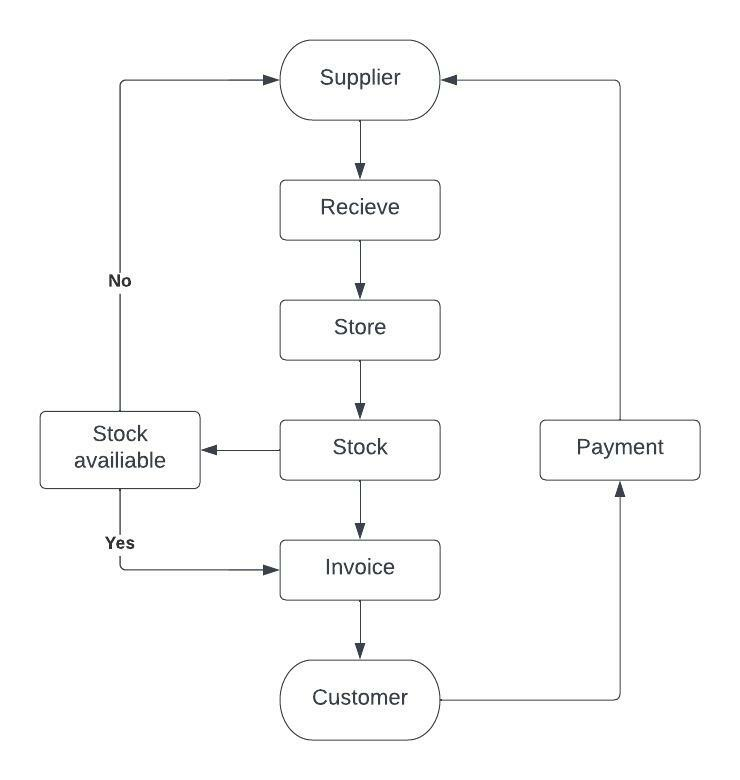 Supplier
Recieve
No
Store
Stock
availiable
Stock
Payment
Yes
Invoice
Customer